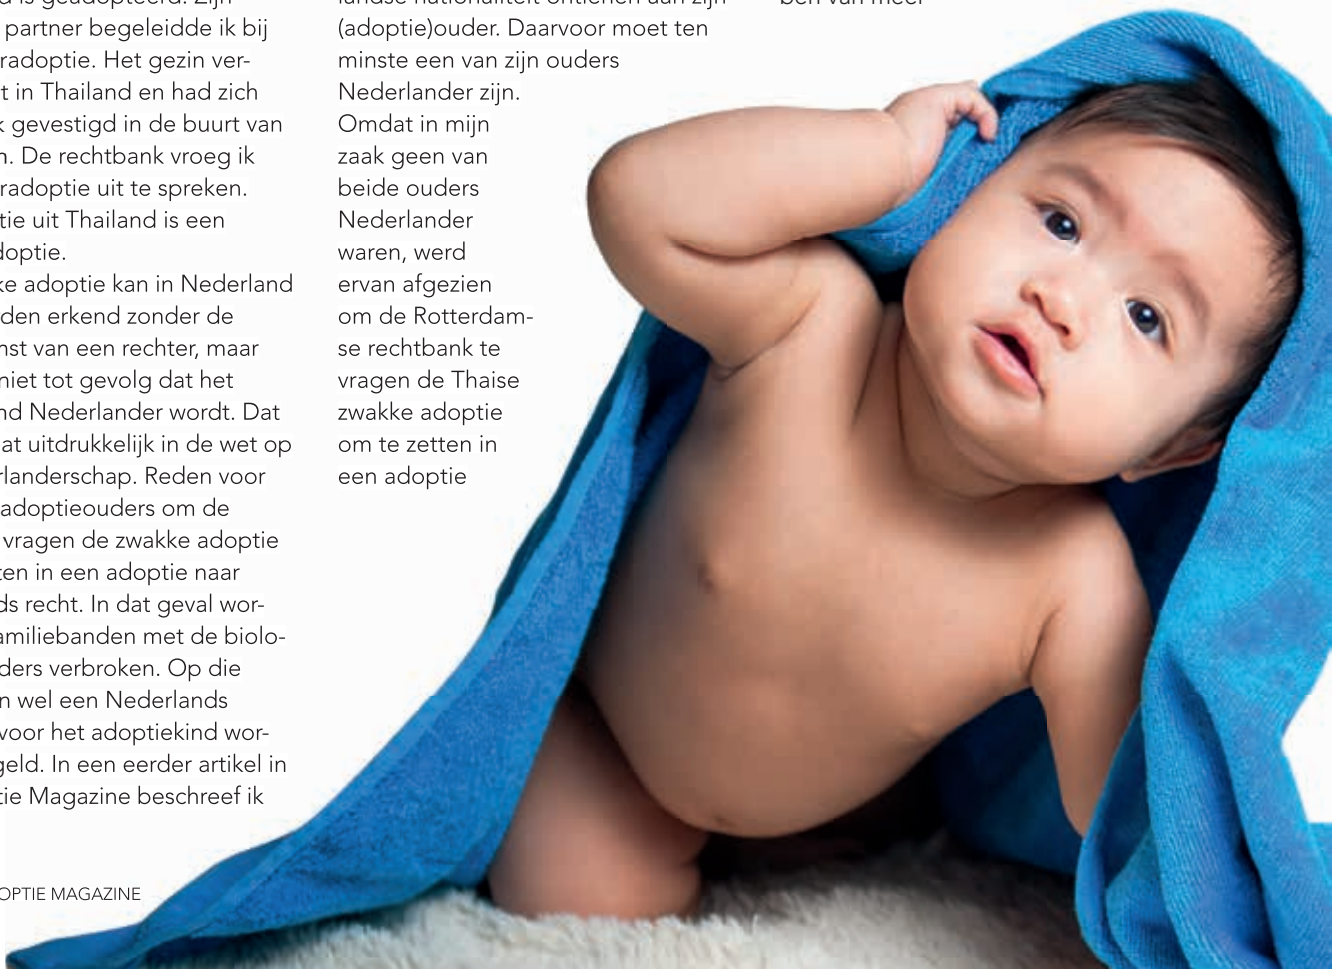 partner begeleidde ik bij
radoptie. Het gezin ver-
t in Thailand en had zich
k gevestigd in de buurt van
n. De rechtbank vroeg ik
radoptie uit te spreken.
tie uit Thailand is een
doptie.
ke adoptie kan in Nederland
den erkend zonder de
nst van een rechter, maar
niet tot gevolg dat het
nd Nederlander wordt. Dat
at uitdrukkelijk in de wet op
rlanderschap. Reden voor
adoptieouders om de
vragen de zwakke adoptie
ten in een adoptie naar
ds recht. In dat geval wor-
amiliebanden met de biolo-
ders verbroken. Op die
n wel een Nederlands
voor het adoptiekind wor-
geld. In een eerder artikel in
tie Magazine beschreef ik
OPTIE MAGAZINE
(adoptie)ouder. Daarvoor moet ten
minste een van zijn ouders
Nederlander zijn.
Omdat in mijn
zaak geen van
beide ouders
Nederlander
waren, werd
ervan afgezien
om de Rotterdam-
se rechtbank te
vragen de Thaise
zwakke adoptie
om te zetten in
een adoptie